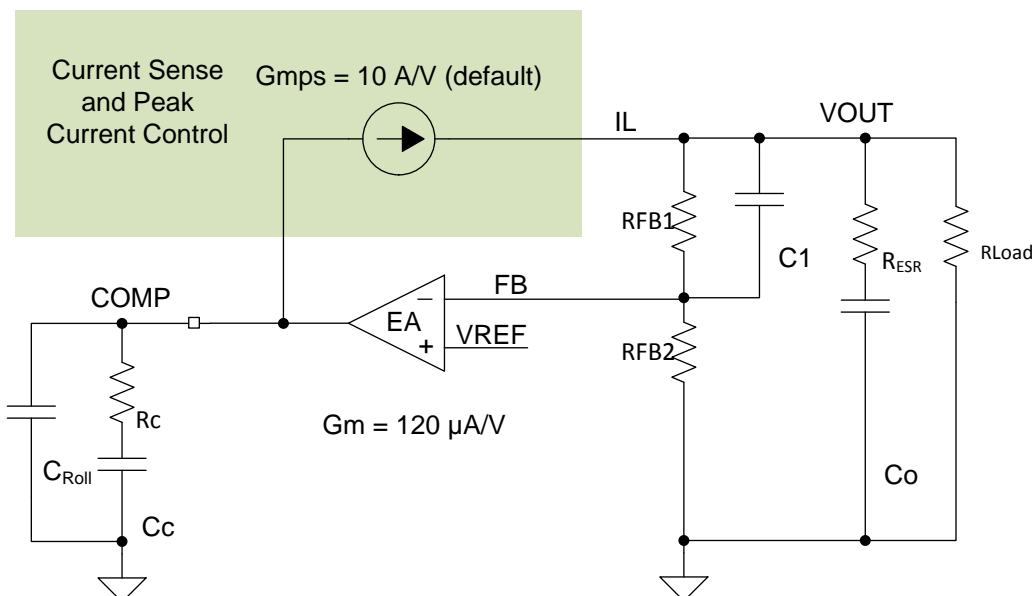 Current Sense
and Peak
Current Control
Gmps = 10 A/V (default)
IL
VOUT
RFB1
C1
RESR
RLoad
COMP
FB
EA
VREF
RFB2
Rc
Gm = 120 µA/V
CRoll
Co
Cc